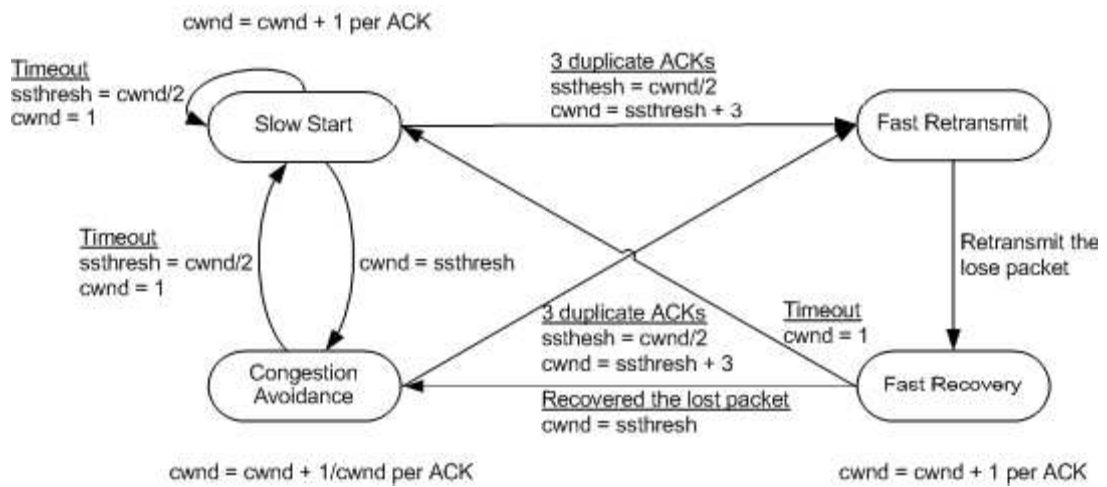 cwnd = cwnd + 1 per ACK
Timeout
ssthresh = cwnd/2
cwnd = 1
Slow Start
3 duplicate ACKs
ssthesh = cwnd/2
cwnd = ssthresh + 3
Fast Retransmit
Timeout
ssthresh = cwnd/2
cwnd = 1
cwnd = ssthresh
Retransmit the
lose packet
3 duplicate ACKs
ssthesh = cwnd/2
cwnd = ssthresh + 3
Timeout
cwnd = 1
Congestion
Avoidance
Recovered the lost packet
cwnd = ssthresh
Fast Recovery
cwnd = cwnd + 1/cwnd per ACK
cwnd = cwnd + 1 per ACK